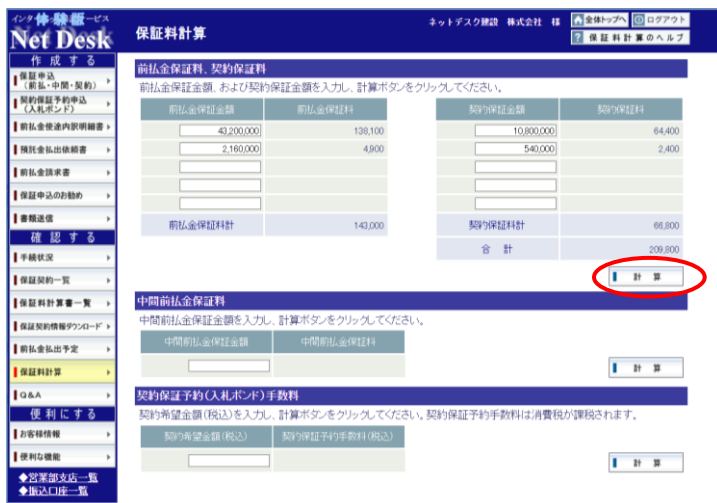 インタ体・験・版ービス
Net Desk
保証料計算
ネットデスク建設 株式会社 様
全体トップへ
ログアウト
? 保証料計算のヘルプ
作成する
保証申込
(前払・中間・契約)
契約保証予約申込
(入札ボンド)
前払金使途内訳明細書
預託金払出依頼書
前払金請求書
保証申込のお勧め
書類送信
確認する
手続状況
保証契約一覧
保証料計算書一覧
保証契約情報ダウンロード
前払金払出予定
保証料計算
Q&A
便利にする
お客様情報
便利な機能
◆営業部支店一覧
◆振込口座一覧
前払金保証料、契約保証料
前払金保証金額、および契約保証金額を入力し、計算ボタンをクリックしてください。
前払金保証金額 前払金保証料 契約保証金額 契約保証料
43,200,000 138,100 10,800,000 64,400
2,160,000 4,900 540,000 2,400
前払金保証料計 143,000 契約保証料計 66,800
合 計 209,800
計 算
中間前払金保証料
中間前払金保証金額を入力し、計算ボタンをクリックしてください。
中間前払金保証金額 中間前払金保証料
計 算
契約保証予約(入札ボンド)手数料
契約希望金額(税込)を入力し、計算ボタンをクリックしてください。契約保証予約手数料は消費税が課税されます。
契約希望金額(税込) 契約保証予約手数料(税込)
計 算